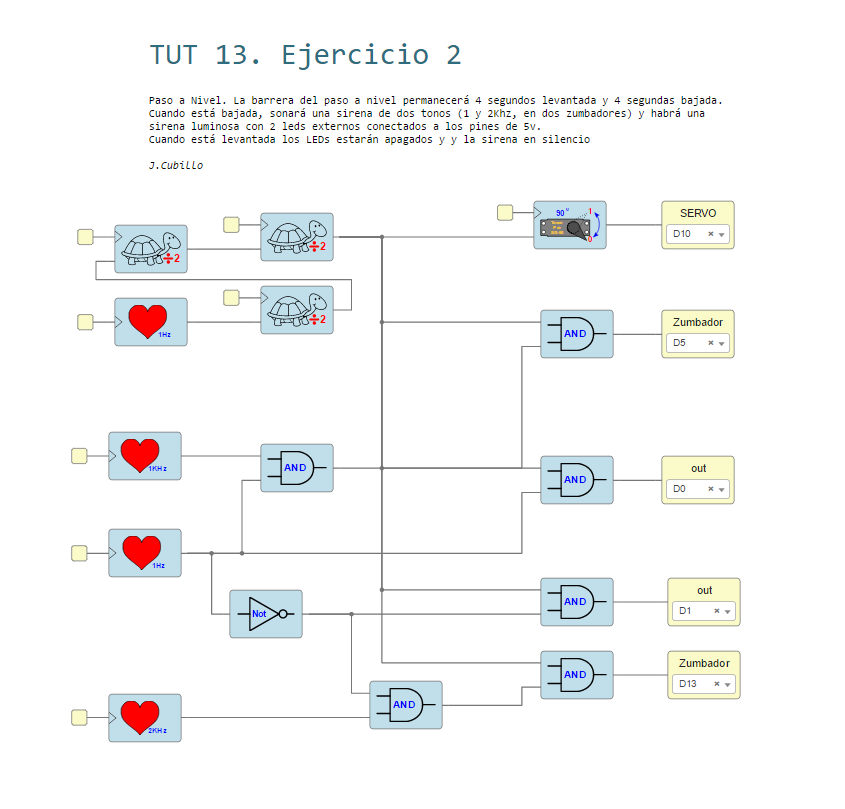 TUT 13. Ejercicio 2
Paso a Nivel. La barrera del paso a nivel permanecerá 4 segundos levantada y 4 segundas bajada.
Cuando está bajada, sonará una sirena de dos tonos (1 y 2Khz, en dos zumbadores) y habrá una
sirena luminosa con 2 leds externos conectados a los pines de 5v.
Cuando está levantada los LEDs estarán apagados y y la sirena en silencio
J.Cubillo
÷2
÷2
90°
1
0
SERVO
D10
÷2
1Hz
AND
Zumbador
D5
1KHz
AND
AND
out
D0
1Hz
Not
AND
out
D1
AND
Zumbador
D13
AND
2KHz